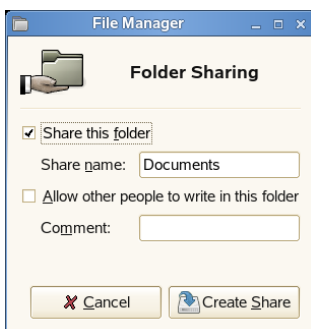 File Manager
Folder Sharing
Share this folder
Share name: Documents
Allow other people to write in this folder
Comment:
Cancel Create Share